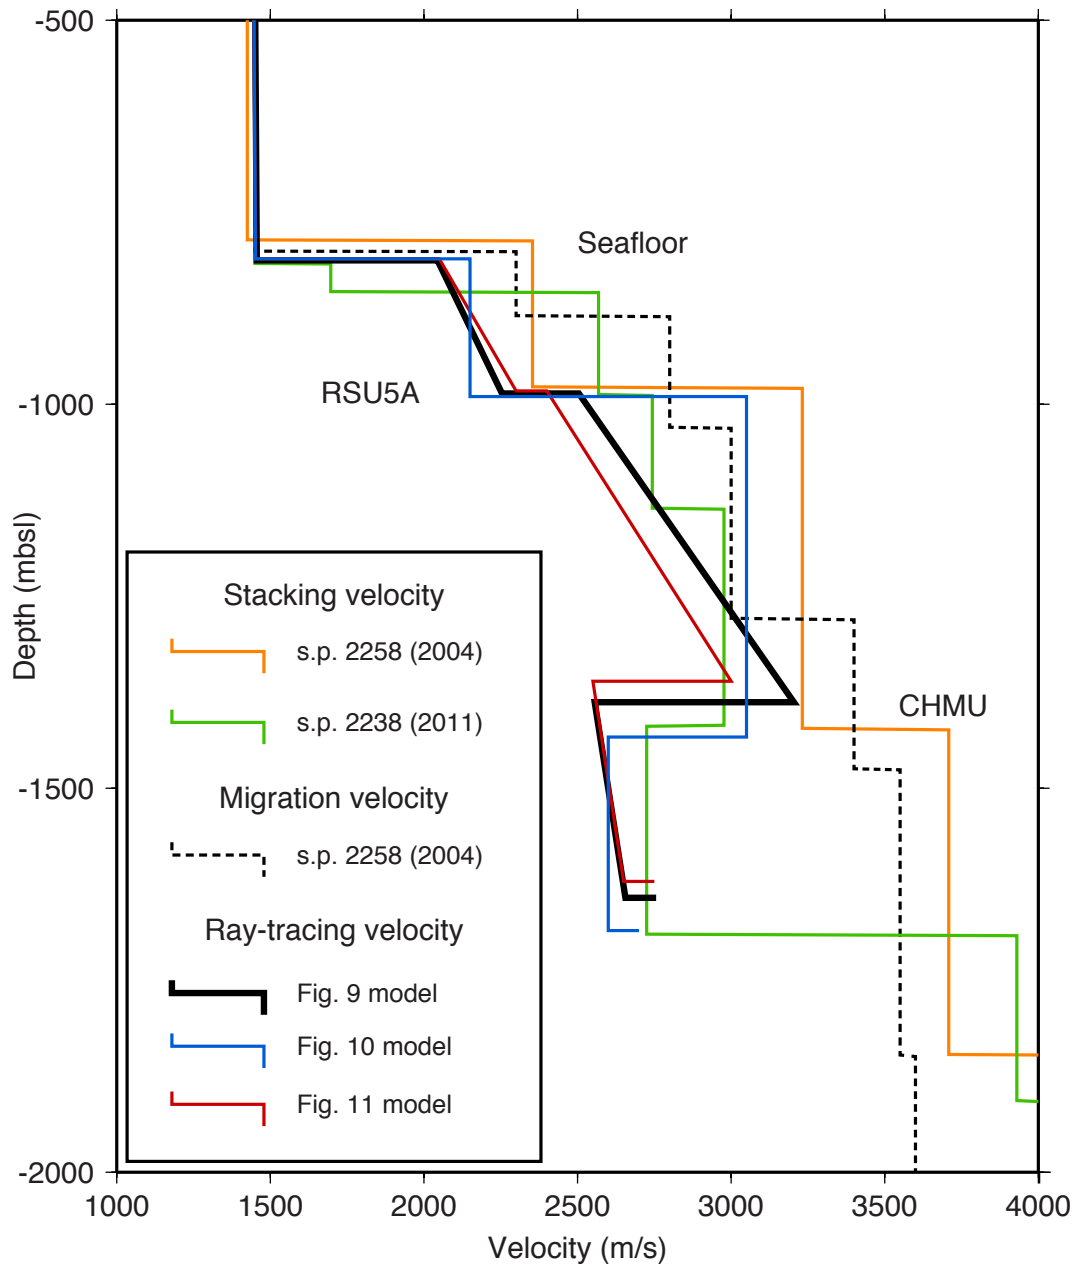 -500
Seafloor
RSU5A
-1000
Depth (mbsl)
Stacking velocity
s.p. 2258 (2004)
s.p. 2238 (2011)
CHMU
-1500
Migration velocity
s.p. 2258 (2004)
Ray-tracing velocity
Fig. 9 model
Fig. 10 model
Fig. 11 model
-2000
1000 1500 2000 2500 3000 3500 4000
Velocity (m/s)